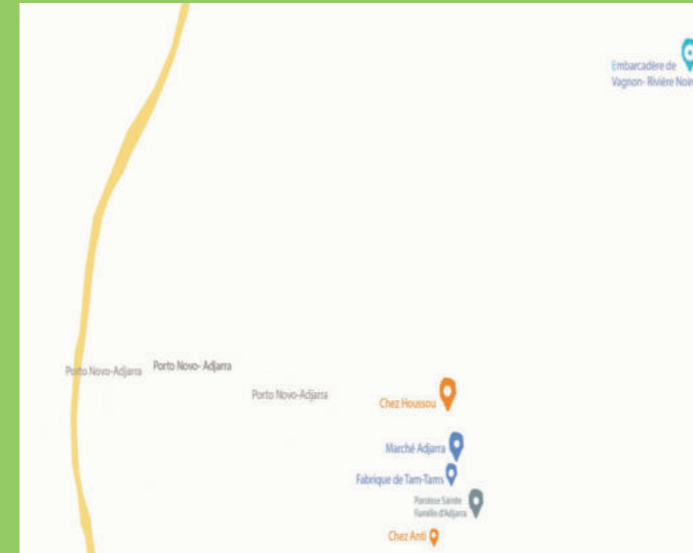 Embarcadère de
Vagnon- Rivière Noire
Porto Novo-Adjarra
Porto Novo- Adjarra
Porto Novo-Adjarra
Chez Houssou
Marché Adjarra
Fabrique de Tam-Tams
Paroisse Sainte
Famille d'Adjarra
Chez Anti